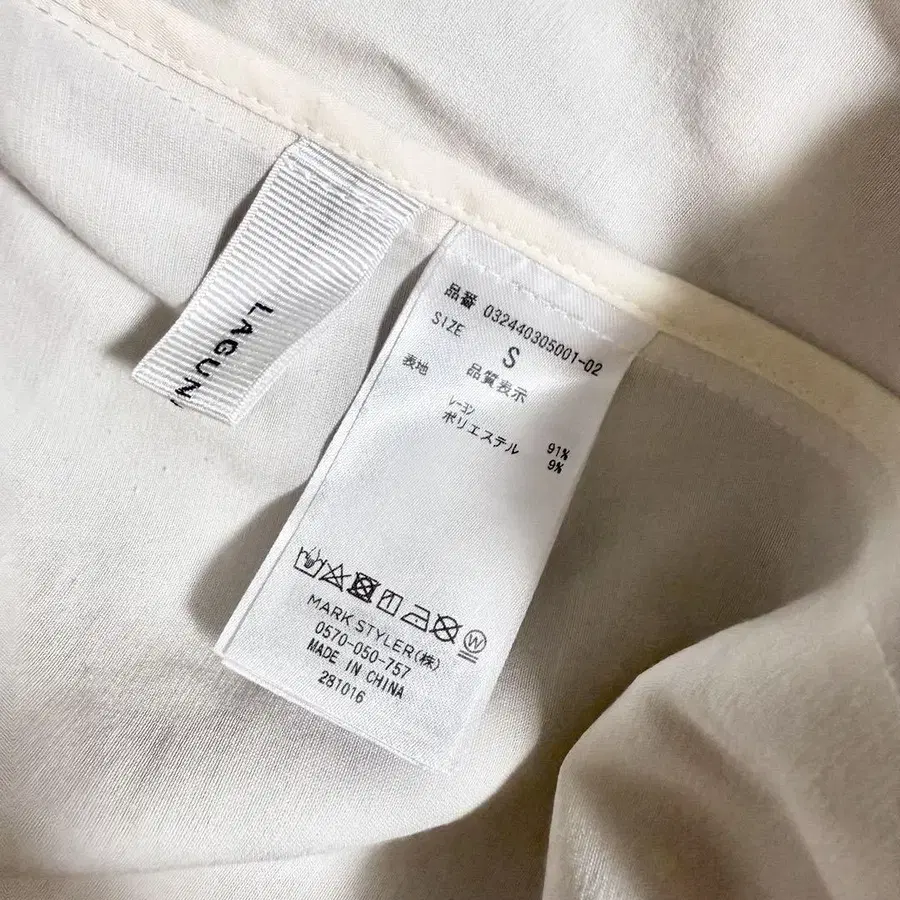 LAGUN
品番 032440305001-02
SIZE S
品質表示
表地
レーヨン 91%
ポリエステル 9%
W
MARK STYLER(株)
0570-050-757
MADE IN CHINA
281016